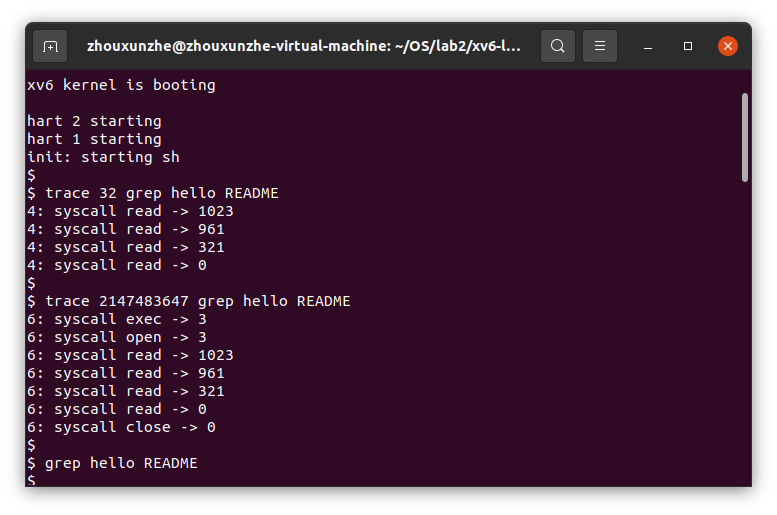 zhouxunzhe@zhouxunzhe-virtual-machine: ~/OS/lab2/xv6-l...
xv6 kernel is booting
hart 2 starting
hart 1 starting
init: starting sh
$
$ trace 32 grep hello README
4: syscall read -> 1023
4: syscall read -> 961
4: syscall read -> 321
4: syscall read -> 0
$
$ trace 2147483647 grep hello README
6: syscall exec -> 3
6: syscall open -> 3
6: syscall read -> 1023
6: syscall read -> 961
6: syscall read -> 321
6: syscall read -> 0
6: syscall close -> 0
$
$ grep hello README
$